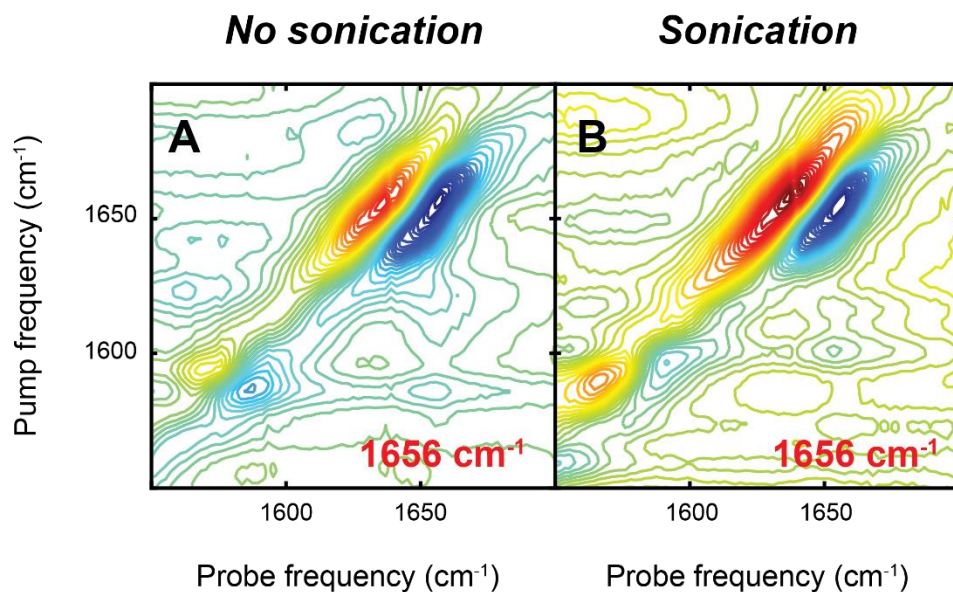 No sonication
Sonication
Pump frequency (cm⁻¹)
A
B
1650
1600
1656 cm⁻¹
1656 cm⁻¹
1600
1650
1600
1650
Probe frequency (cm⁻¹)
Probe frequency (cm⁻¹)